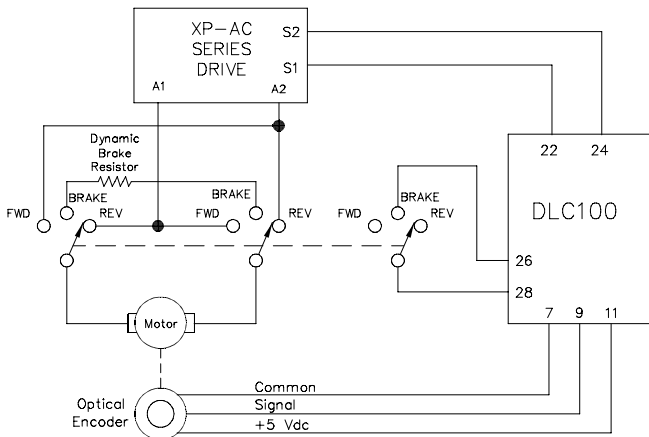 XP-AC
SERIES
DRIVE
S2
S1
A1
A2
Dynamic
Brake
Resistor
22
24
DLC100
BRAKE
BRAKE
BRAKE
FWD
REV
FWD
REV
FWD
REV
26
28
7
9
11
Motor
Optical
Encoder
Common
Signal
+5 Vdc